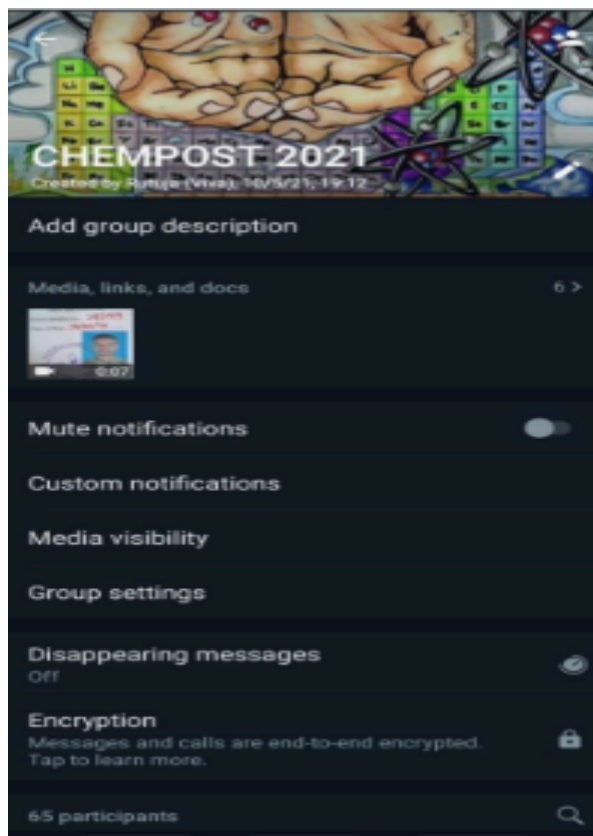 CHEMPOST 2021
Created by Rutuja (Viva), 10/5/21, 19:12
Add group description
Media, links, and docs 6 >
0:07
Mute notifications
Custom notifications
Media visibility
Group settings
Disappearing messages
Off
Encryption
Messages and calls are end-to-end encrypted.
Tap to learn more.
65 participants